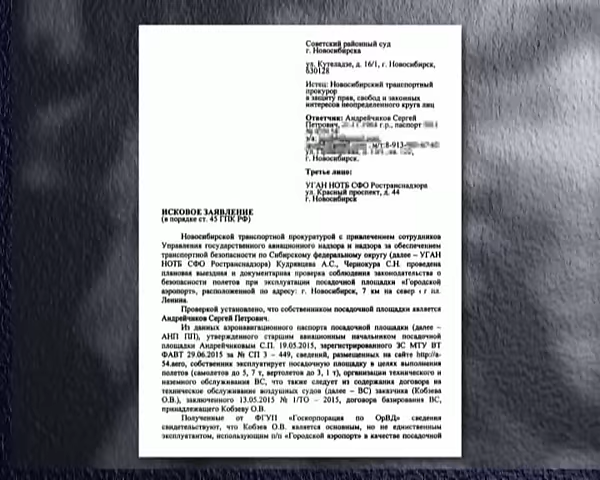 Советский районный суд
г. Новосибирска
ул. Кутеладзе, д. 16/1, г. Новосибирск,
630128
Истец: Новосибирский транспортный
прокурор
в защиту прав, свобод и законных
интересов неопределенного круга лиц
Ответчик: Андрейчиков Сергей
Петрович, г.р., паспорт
м/т:8-913-
г. Новосибирск.
Третье лицо:
УГАН НОТБ СФО Ространснадзора
ул. Красный проспект, д. 44
г. Новосибирск
ИСКОВОЕ ЗАЯВЛЕНИЕ
(в порядке ст. 45 ГПК РФ)
Новосибирской транспортной прокуратурой с привлечением сотрудников
Управления государственного авиационного надзора и надзора за обеспечением
транспортной безопасности по Сибирскому федеральному округу (далее – УГАН
НОТБ СФО Ространснадзора) Кудрявцева А.С., Чернокура С.Н. проведена
плановая выездная и документарная проверка соблюдения законодательства о
безопасности полетов при эксплуатации посадочной площадки «Городской
аэропорт», расположенной по адресу: г. Новосибирск, 7 км на север от пл.
Ленина.
Проверкой установлено, что собственником посадочной площадки является
Андрейчиков Сергей Петрович.
Из данных аэронавигационного паспорта посадочной площадки (далее –
АНП ПП), утвержденного старшим авиационным начальником посадочной
площадки Андрейчиковым С.П. 19.05.2015, зарегистрированного ЗС МТУ ВТ
ФАВТ 29.06.2015 за № СП 3 – 449, сведений, размещенных на сайте http://a-
54.aero, собственник эксплуатирует посадочную площадку в целях выполнения
полетов (самолетов до 5, 7 т, вертолетов до 3, 1 т), организации технического и
наземного обслуживания ВС, что также следует из содержания договора на
техническое обслуживание воздушных судов (далее – ВС) заказчика (Кобзева
О.В.), заключенного 13.05.2015 № 1/ТО – 2015, договора базирования ВС,
принадлежащего Кобзеву О.В.
Полученные от ФГУП «Госкорпорация по ОрВД» сведения
свидетельствуют, что Кобзев О.В. является основным, но не единственным
эксплуатантом, использующим п/п «Городской аэропорт» в качестве посадочной